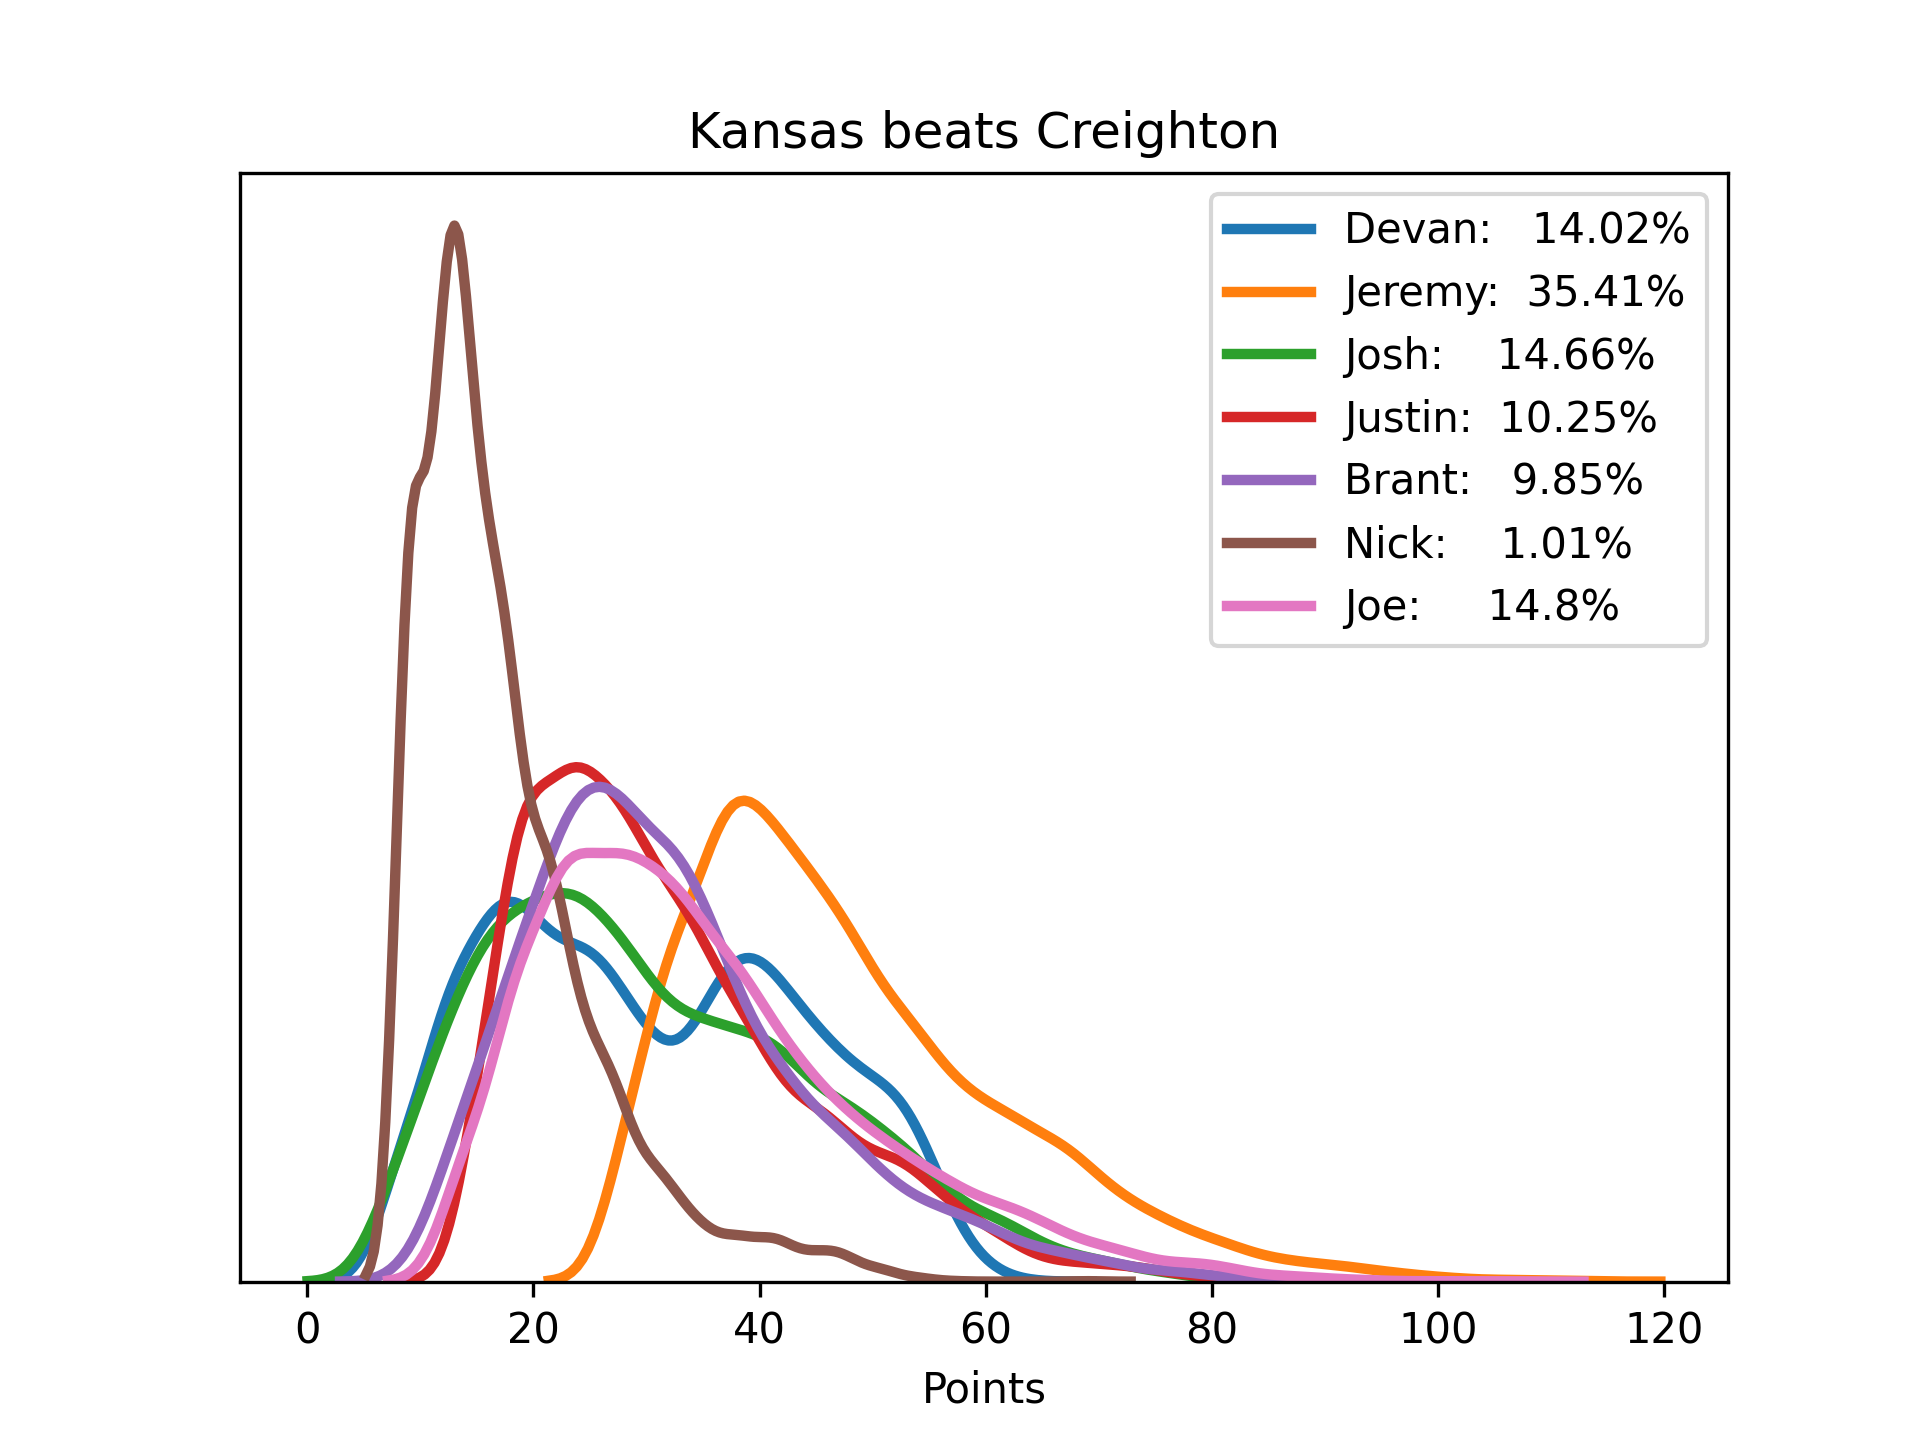 Kansas beats Creighton
Devan: 14.02%
Jeremy: 35.41%
Josh: 14.66%
Justin: 10.25%
Brant: 9.85%
Nick: 1.01%
Joe: 14.8%
0 20 40 60 80 100 120
Points